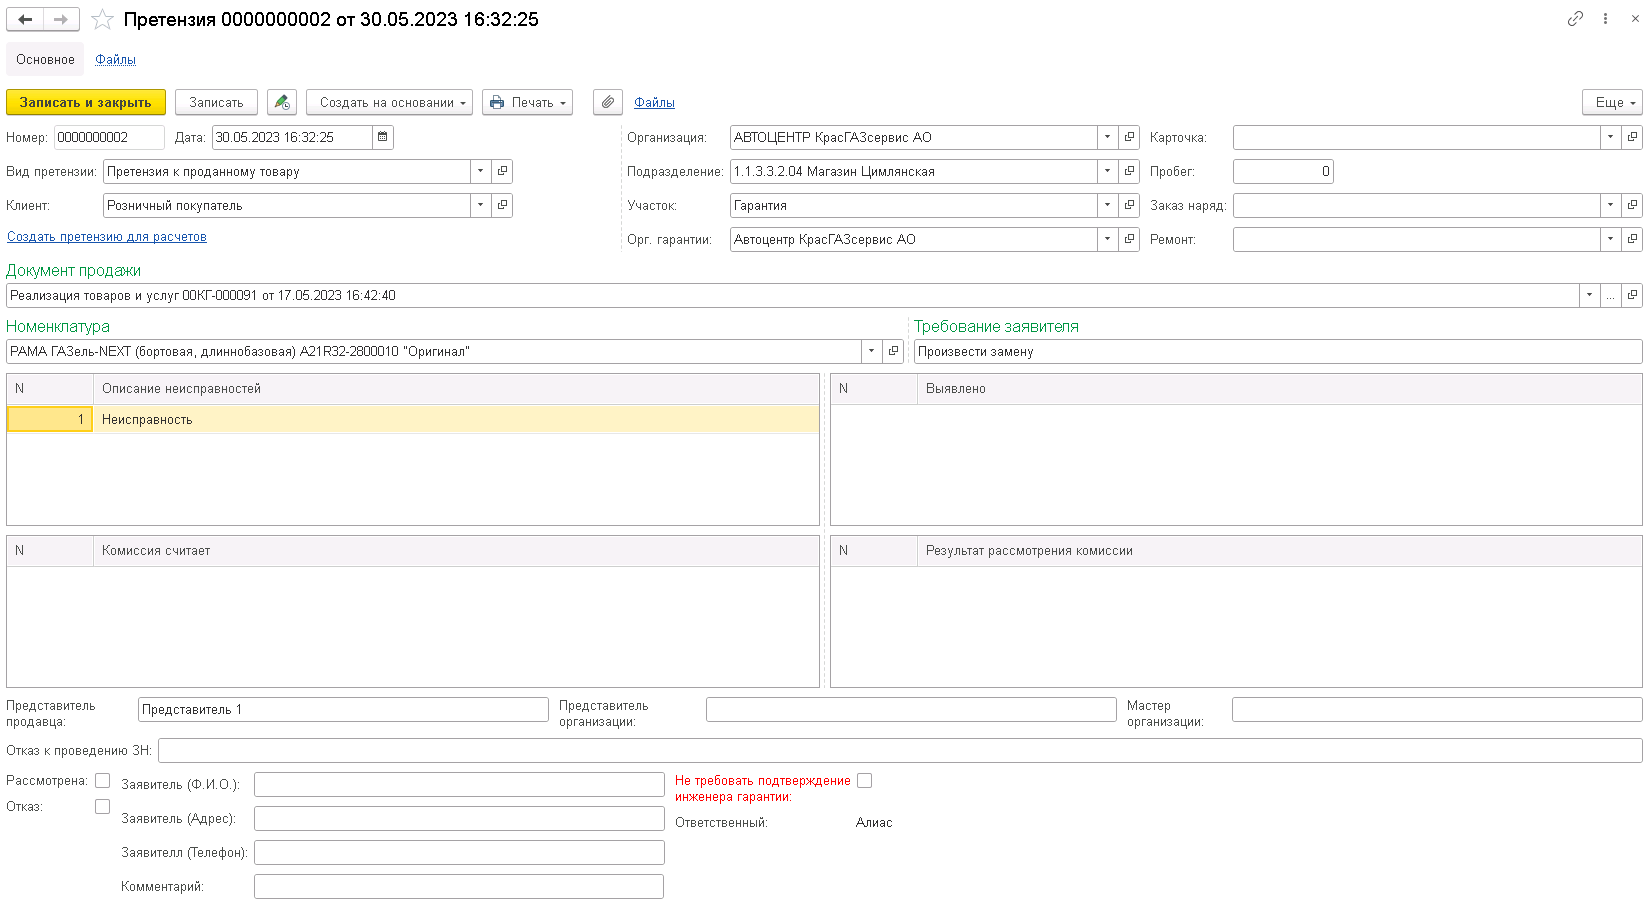 Претензия 0000000002 от 30.05.2023 16:32:25
Основное Файлы
Записать и закрыть Записать Создать на основании Печать Файлы Еще
Номер: 0000000002 Дата: 30.05.2023 16:32:25 Организация: АВТОЦЕНТР КрасГАЗсервис АО Карточка:
Вид претензии: Претензия к проданному товару Подразделение: 1.1.3.3.2.04 Магазин Цимлянская Пробег: 0
Клиент: Розничный покупатель Участок: Гарантия Заказ наряд:
Создать претензию для расчетов Орг. гарантии: Автоцентр КрасГАЗсервис АО Ремонт:
Документ продажи
Реализация товаров и услуг 00КГ-000091 от 17.05.2023 16:42:40 ...
Номенклатура Требование заявителя
РАМА ГАЗель-NEXT (бортовая, длиннобазовая) А21R32-2800010 "Оригинал" Произвести замену
N Описание неисправностей N Выявлено
1 Неисправность
N Комиссия считает N Результат рассмотрения комиссии
Представитель продавца: Представитель 1 Представитель организации: Мастер организации:
Отказ к проведению ЗН:
Рассмотрена: Заявитель (Ф.И.О.): Не требовать подтверждение инженера гарантии:
Отказ: Заявитель (Адрес): Ответственный: Алиас
Заявителл (Телефон):
Комментарий: